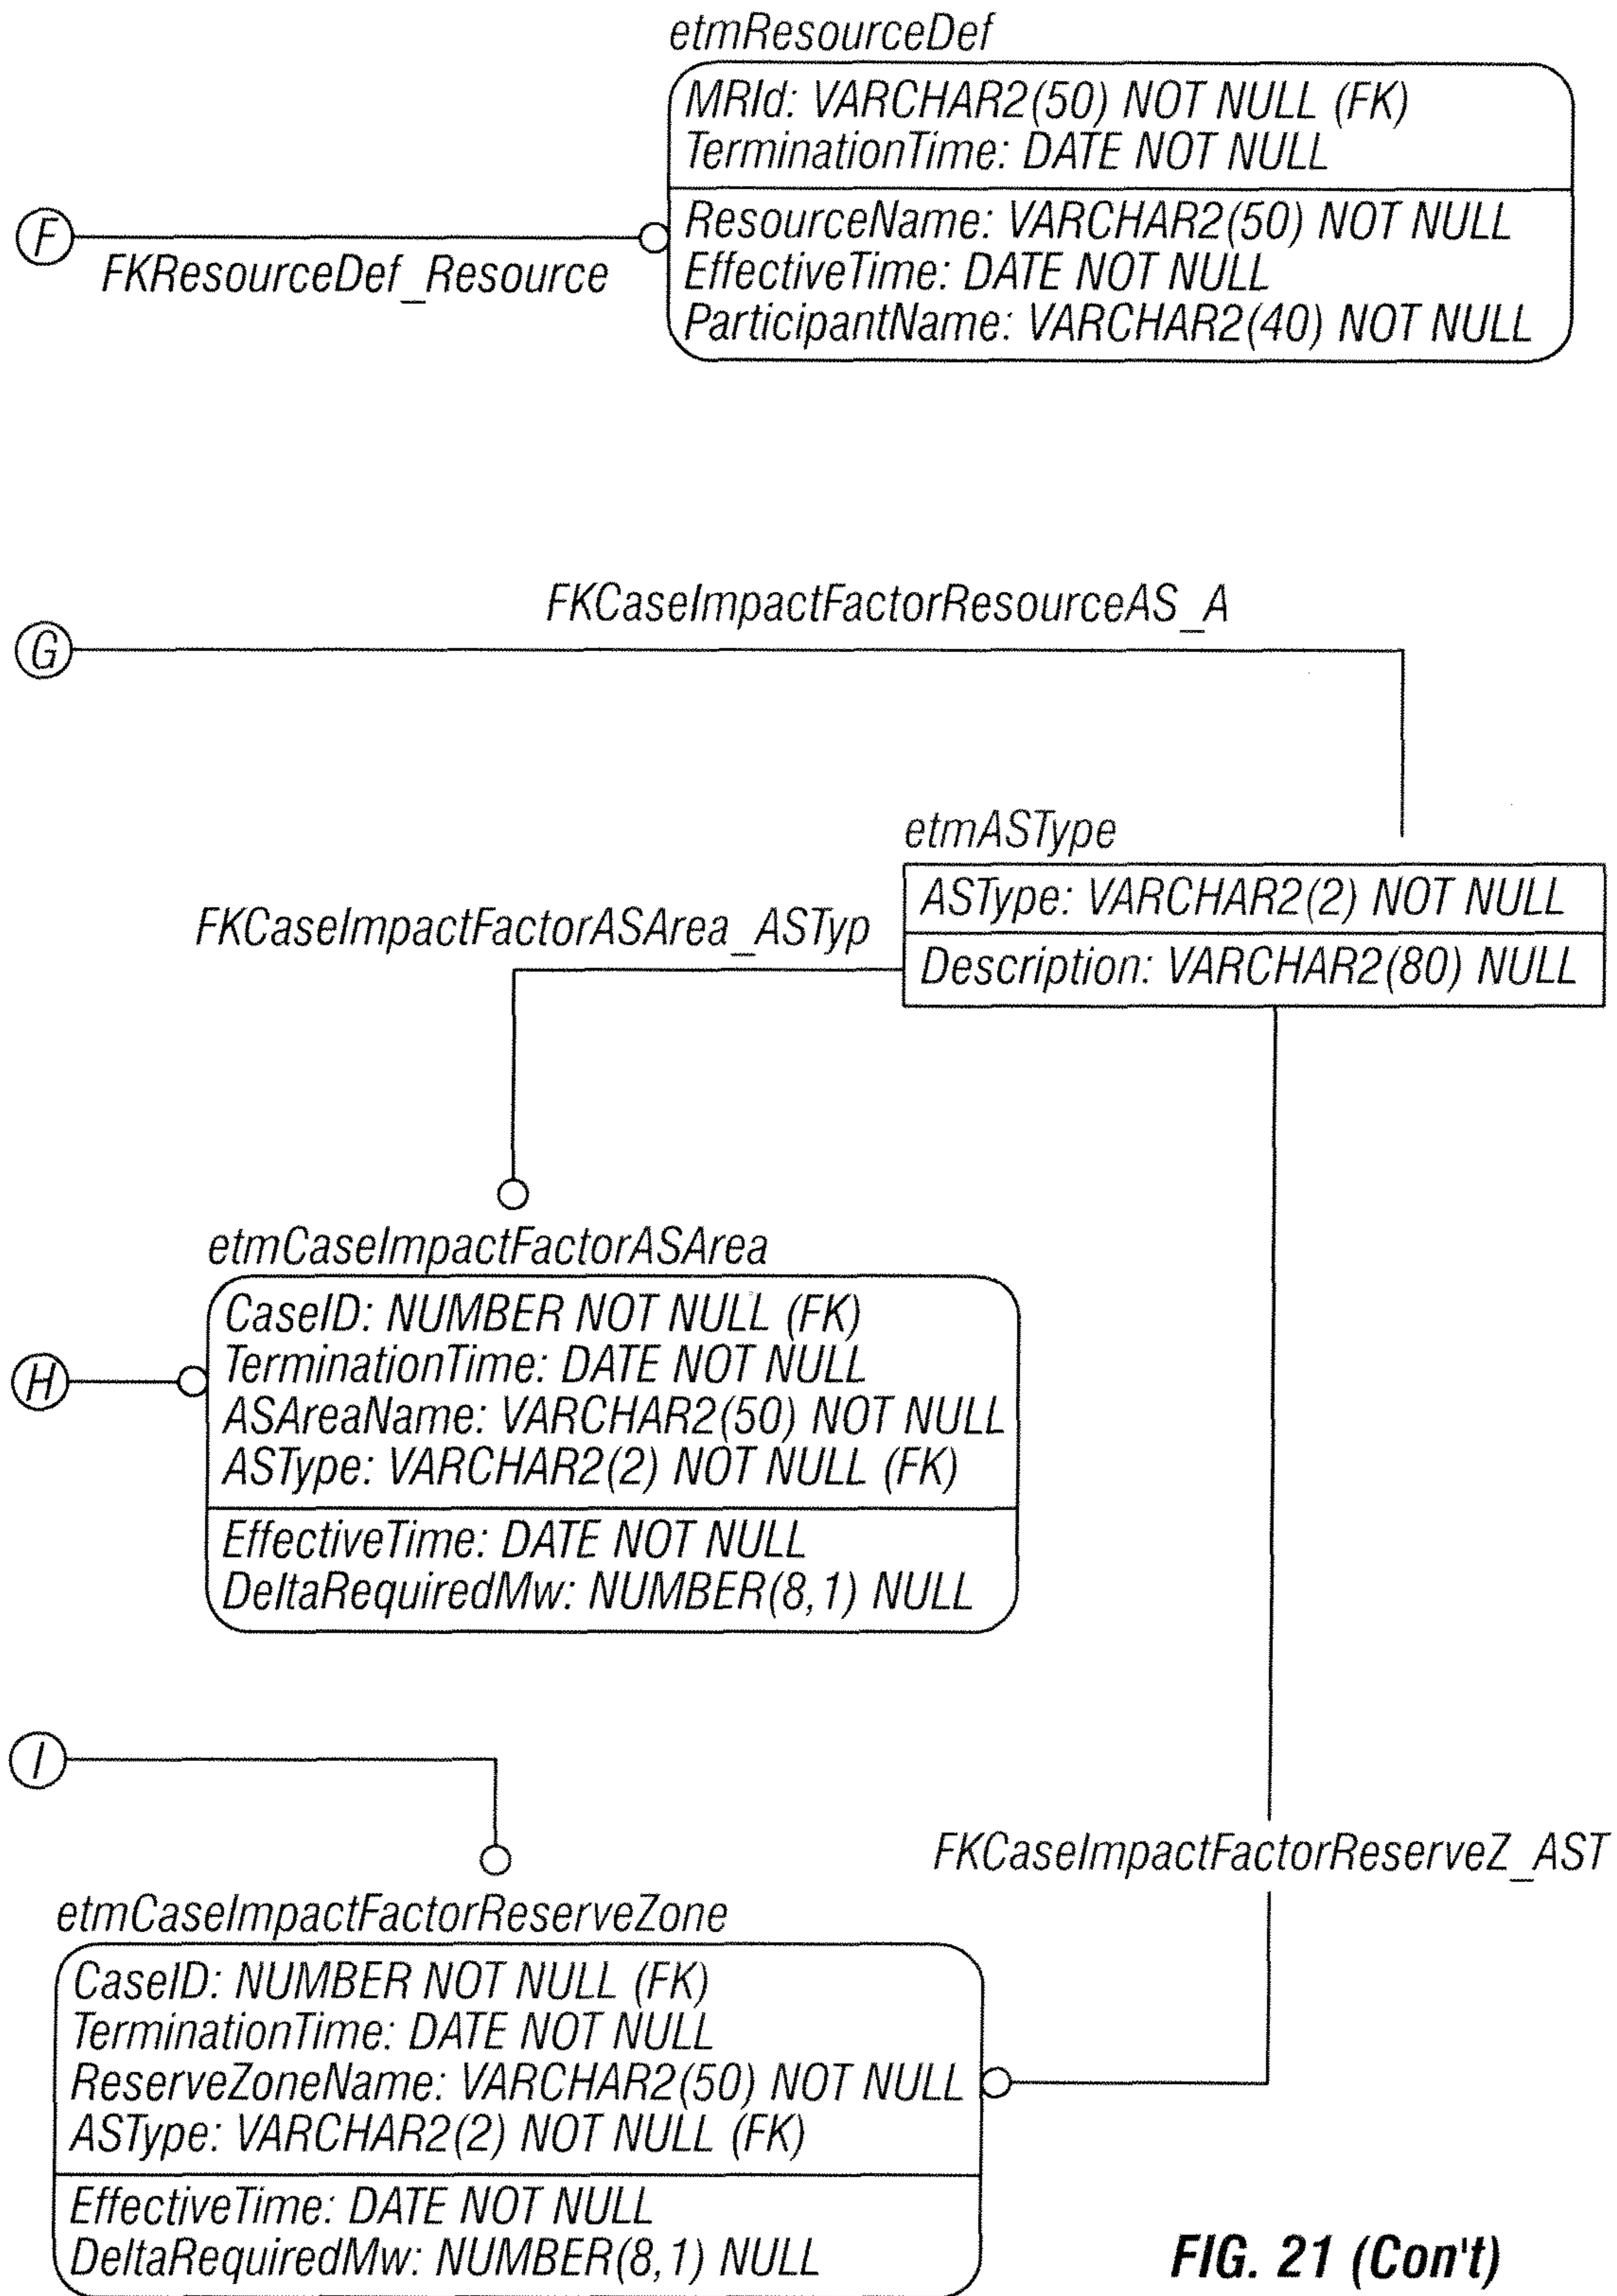 etmResourceDef
MRId: VARCHAR2(50) NOT NULL (FK)
TerminationTime: DATE NOT NULL
ResourceName: VARCHAR2(50) NOT NULL
EffectiveTime: DATE NOT NULL
ParticipantName: VARCHAR2(40) NOT NULL
F
FKResourceDef_Resource
FKCaseImpactFactorResourceAS_A
G
etmASType
ASType: VARCHAR2(2) NOT NULL
Description: VARCHAR2(80) NULL
FKCaseImpactFactorASArea_ASTyp
etmCaseImpactFactorASArea
CaseID: NUMBER NOT NULL (FK)
TerminationTime: DATE NOT NULL
ASAreaName: VARCHAR2(50) NOT NULL
ASType: VARCHAR2(2) NOT NULL (FK)
EffectiveTime: DATE NOT NULL
DeltaRequiredMw: NUMBER(8,1) NULL
H
I
FKCaseImpactFactorReserveZ_AST
etmCaseImpactFactorReserveZone
CaseID: NUMBER NOT NULL (FK)
TerminationTime: DATE NOT NULL
ReserveZoneName: VARCHAR2(50) NOT NULL
ASType: VARCHAR2(2) NOT NULL (FK)
EffectiveTime: DATE NOT NULL
DeltaRequiredMw: NUMBER(8,1) NULL
FIG. 21 (Con't)